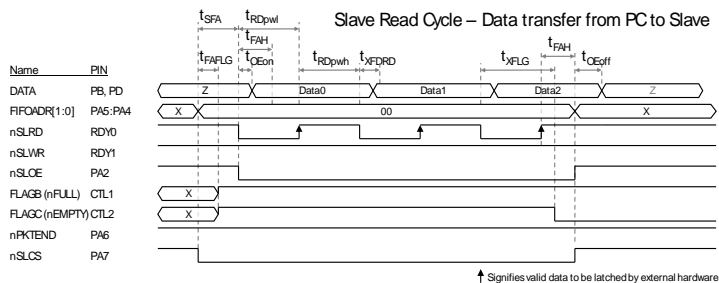 Slave Read Cycle – Data transfer from PC to Slave
tSFA tRDpwl
tFAH tFAH
tFAFLG tOEon tRDpwh tXFDRD tXFLG tOEoff
Name PIN
DATA PB, PD Z Data0 Data1 Data2 Z
FIFOADR[1:0] PA5:PA4 X 00 X
nSLRD RDY0
nSLWR RDY1
nSLOE PA2
FLAGB (nFULL) CTL1 X
FLAGC (nEMPTY) CTL2 X
nPKTEND PA6
nSLCS PA7
Signifies valid data to be latched by external hardware